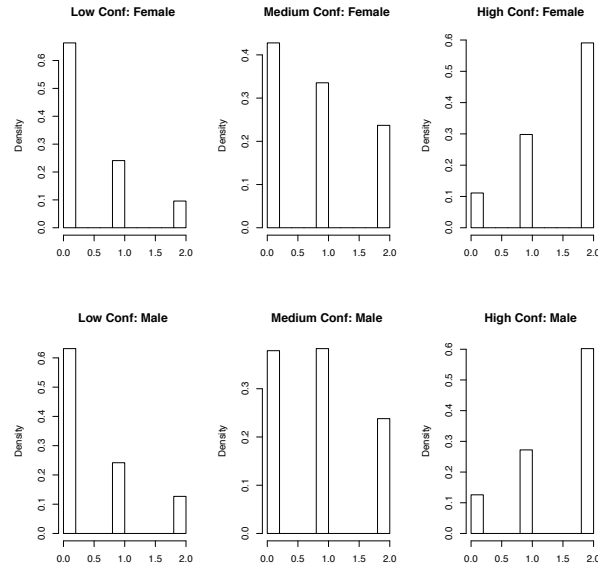 Low Conf: Female
Density
0.0 0.1 0.2 0.3 0.4 0.5 0.6
0.0 0.5 1.0 1.5 2.0
Medium Conf: Female
Density
0.0 0.1 0.2 0.3 0.4
0.0 0.5 1.0 1.5 2.0
High Conf: Female
Density
0.0 0.1 0.2 0.3 0.4 0.5 0.6
0.0 0.5 1.0 1.5 2.0
Low Conf: Male
Density
0.0 0.1 0.2 0.3 0.4 0.5 0.6
0.0 0.5 1.0 1.5 2.0
Medium Conf: Male
Density
0.0 0.1 0.2 0.3
0.0 0.5 1.0 1.5 2.0
High Conf: Male
Density
0.0 0.1 0.2 0.3 0.4 0.5 0.6
0.0 0.5 1.0 1.5 2.0